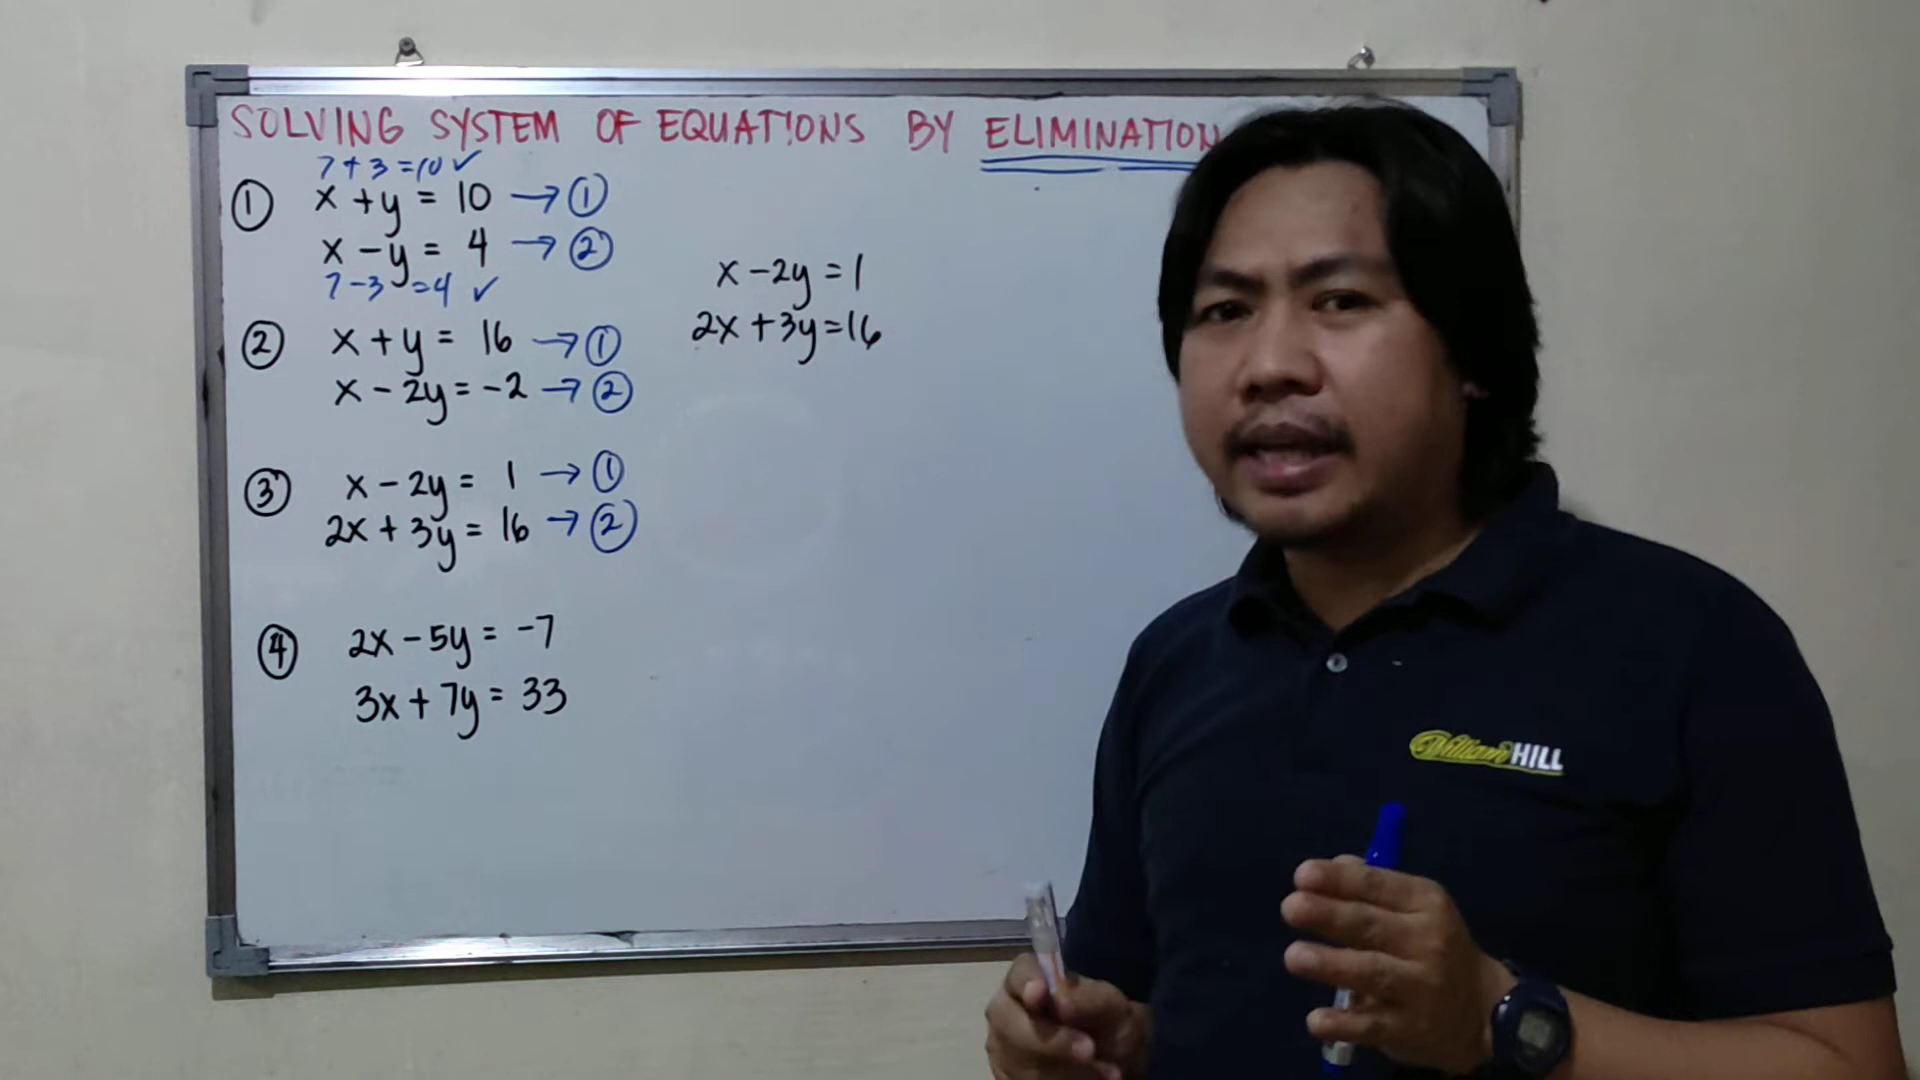 SOLVING SYSTEM OF EQUATIONS BY ELIMINATION
7 + 3 = 10 ✓
① x + y = 10 → ①
x - y = 4 → ②
7 - 3 = 4 ✓
② x + y = 16 → ①
x - 2y = -2 → ②
③ x - 2y = 1 → ①
2x + 3y = 16 → ②
④ 2x - 5y = -7
3x + 7y = 33
x - 2y = 1
2x + 3y = 16
William HILL